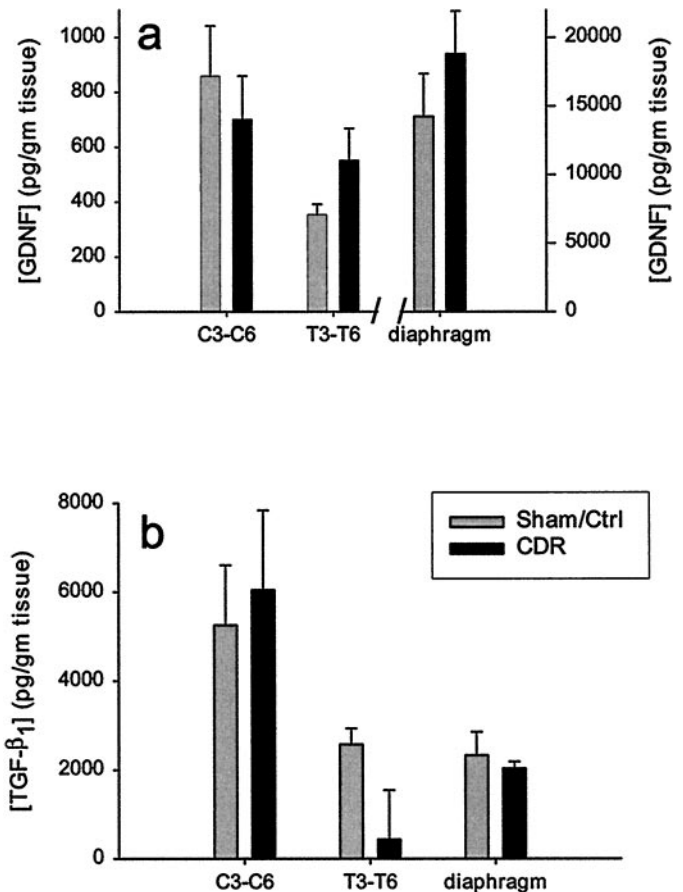 a
[GDNF] (pg/gm tissue)
1000
800
600
400
200
0
20000
15000
10000
5000
0
[GDNF] (pg/gm tissue)
C3-C6 T3-T6 diaphragm
b
Sham/Ctrl
CDR
[TGF-β1] (pg/gm tissue)
8000
6000
4000
2000
0
C3-C6 T3-T6 diaphragm